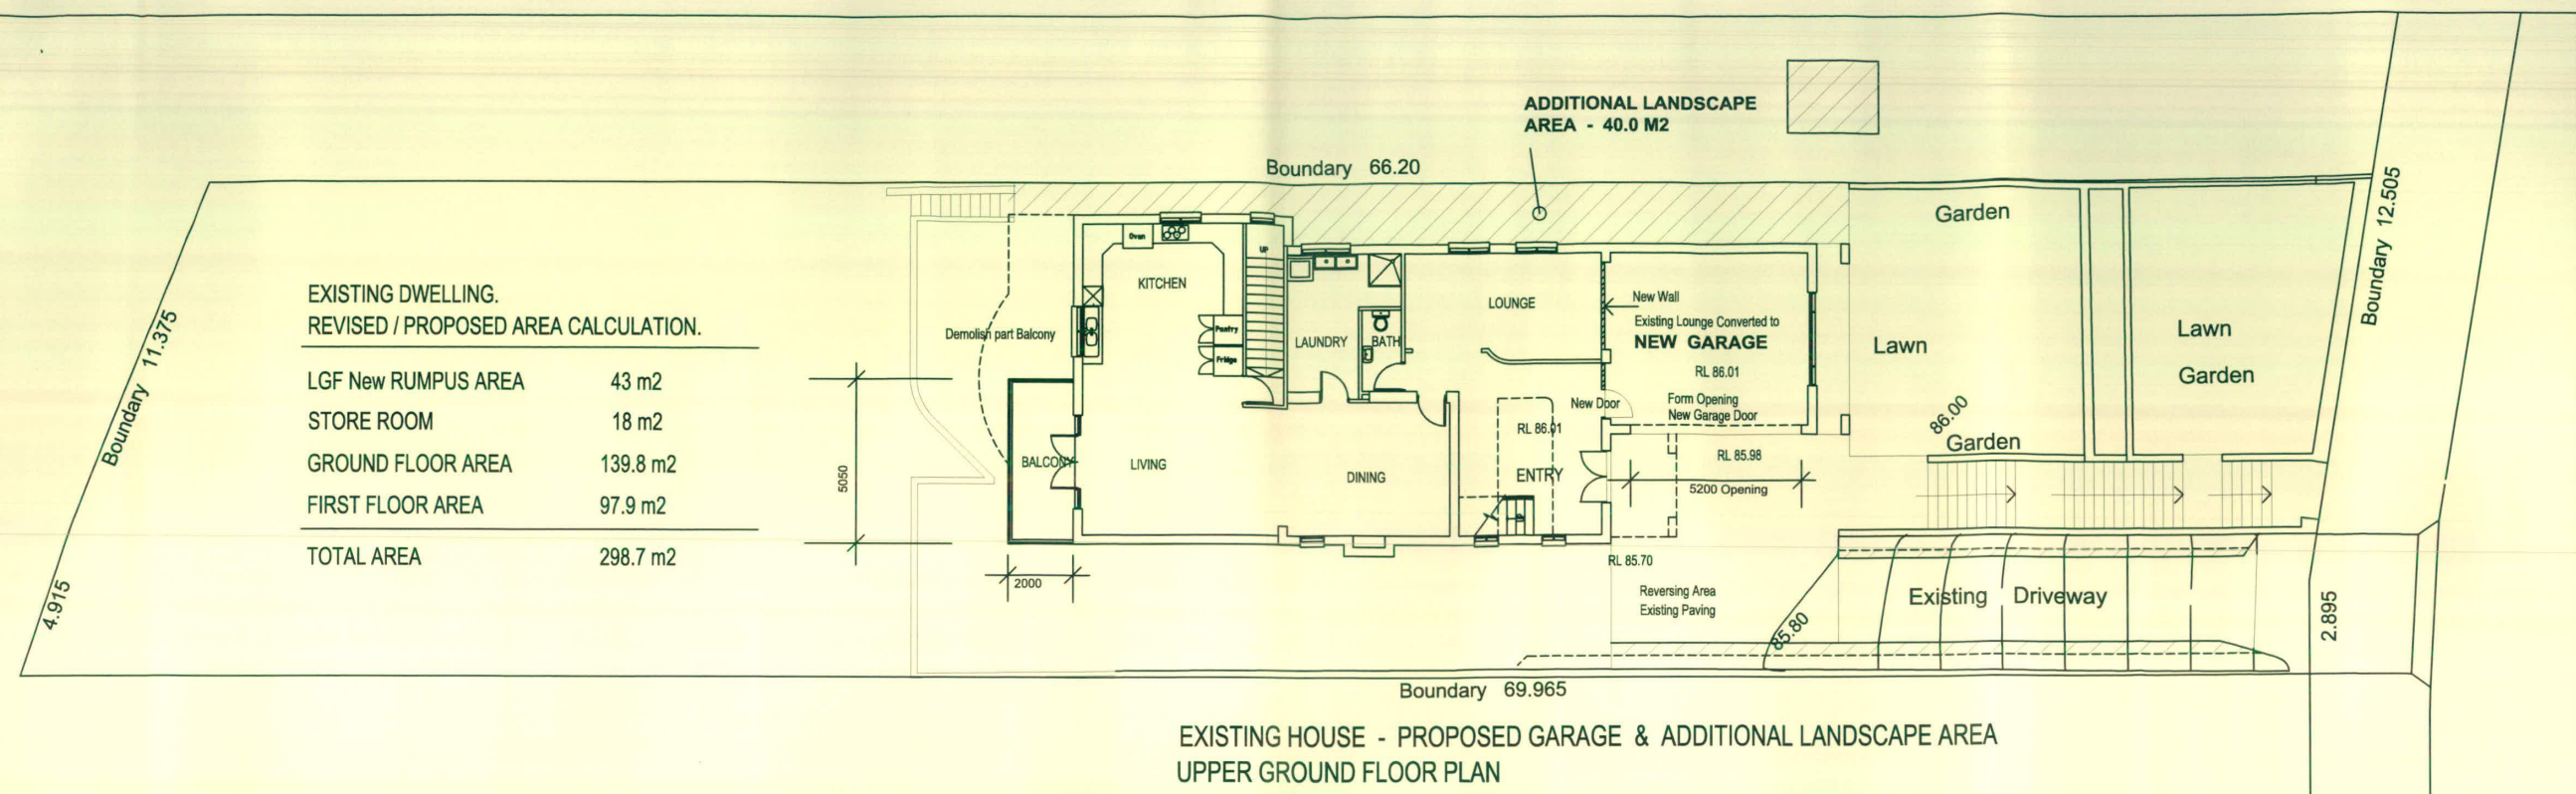 ADDITIONAL LANDSCAPE
AREA - 40.0 M2
Boundary 66.20
Boundary 12.505
Garden
Lawn
Lawn
Garden
86.00
Garden
Oven
UP
KITCHEN
Pantry
Fridge
LAUNDRY
BATH
LOUNGE
New Wall
Existing Lounge Converted to
NEW GARAGE
RL 86.01
Form Opening
New Garage Door
New Door
RL 86.01
ENTRY
RL 85.98
5200 Opening
Demolish part Balcony
BALCONY
LIVING
DINING
5050
2000
RL 85.70
Reversing Area
Existing Paving
85.80
Existing Driveway
2.895
Boundary 11.375
4.915
EXISTING DWELLING.
REVISED / PROPOSED AREA CALCULATION.
LGF New RUMPUS AREA 43 m2
STORE ROOM 18 m2
GROUND FLOOR AREA 139.8 m2
FIRST FLOOR AREA 97.9 m2
TOTAL AREA 298.7 m2
Boundary 69.965
EXISTING HOUSE - PROPOSED GARAGE & ADDITIONAL LANDSCAPE AREA
UPPER GROUND FLOOR PLAN